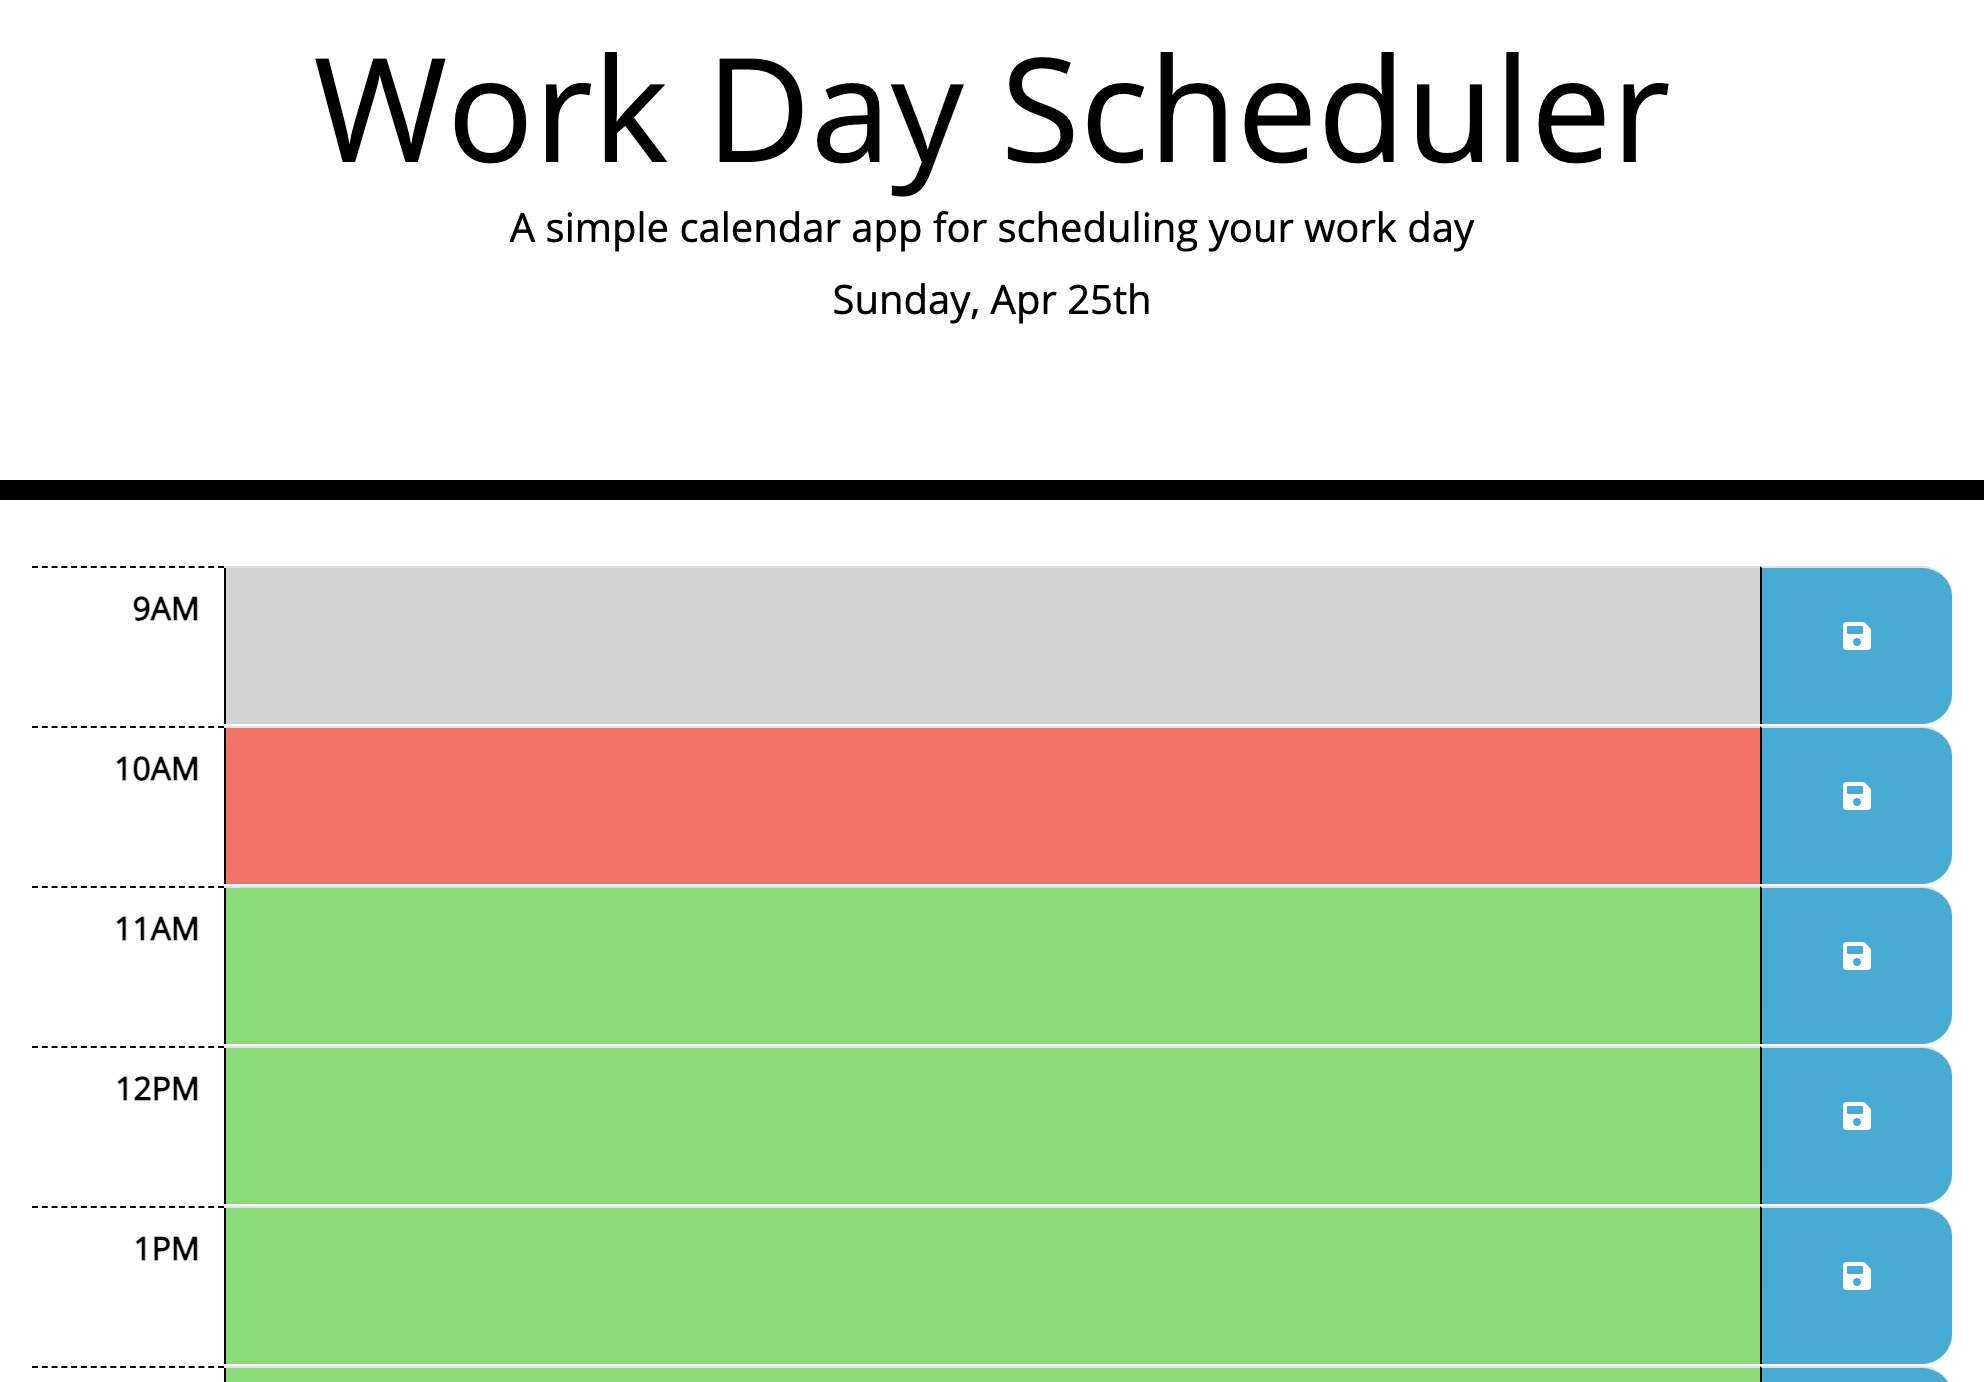 Work Day Scheduler
A simple calendar app for scheduling your work day
Sunday, Apr 25th
9AM
10AM
11AM
12PM
1PM